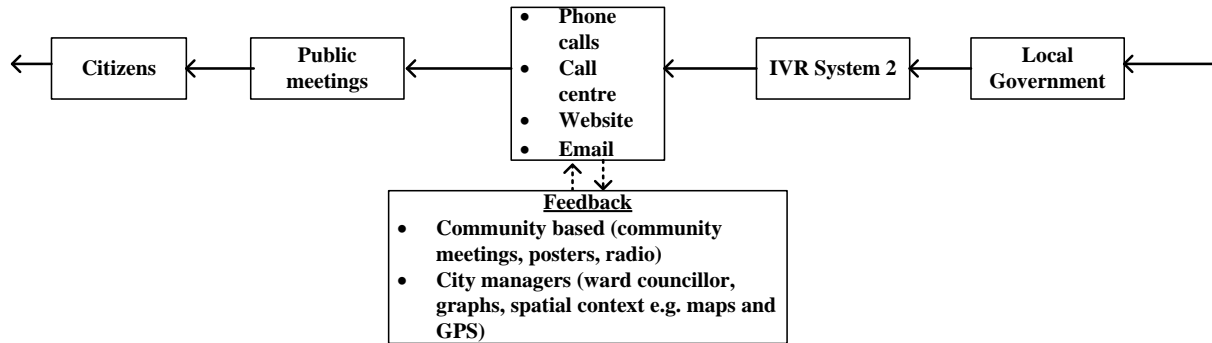 Citizens
Public
meetings
• Phone
calls
• Call
centre
• Website
• Email
IVR System 2
Local
Government
Feedback
• Community based (community
meetings, posters, radio)
• City managers (ward councillor,
graphs, spatial context e.g. maps and
GPS)